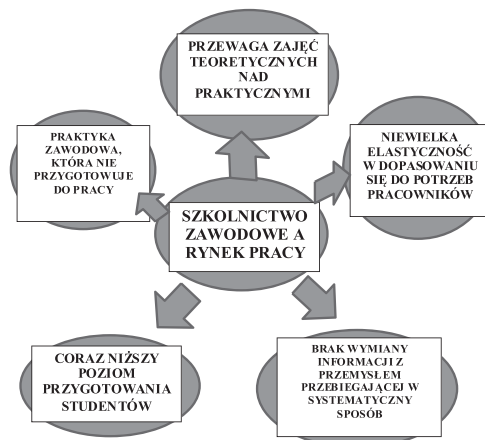 PRZEWAGA ZAJĘĆ
TEORETYCZNYCH
NAD
PRAKTYCZNYMI
PRAKTYKA
ZAWODOWA,
KTÓRA NIE
PRZYGOTOWUJE
DO PRACY
NIEWIELKA
ELASTYCZNOŚĆ
W DOPASOWANIU
SIĘ DO POTRZEB
PRACOWNIKÓW
SZKOLNICTWO
ZAWODOWE A
RYNEK PRACY
CORAZ NIŻSZY
POZIOM
PRZYGOTOWANIA
STUDENTÓW
BRAK WYMIANY
INFORMACJI Z
PRZEMYSŁEM
PRZEBIEGAJĄCEJ W
SYSTEMATYCZNY
SPOSÓB